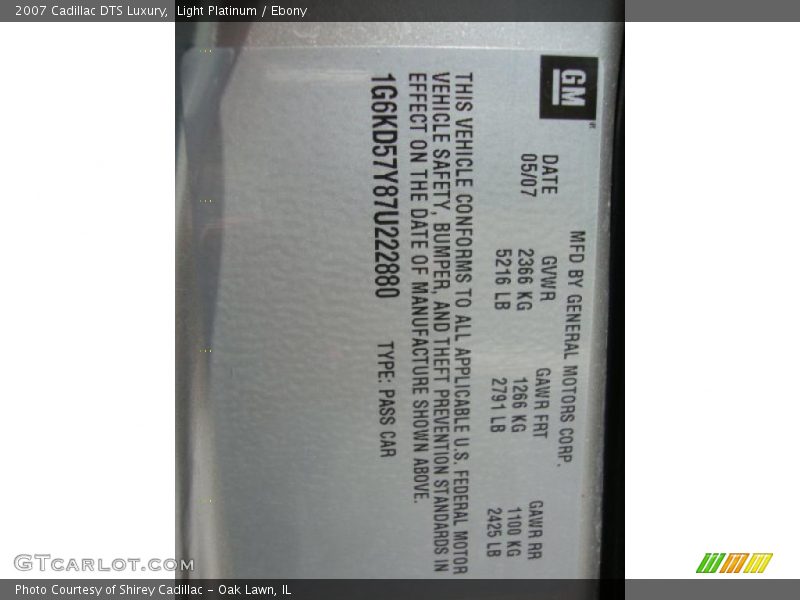 2007 Cadillac DTS Luxury, Light Platinum / Ebony
GM
MFD BY GENERAL MOTORS CORP.
DATE GVWR GAWR FRT GAWR RR
05/07 2366 KG 1266 KG 1100 KG
5216 LB 2791 LB 2425 LB
THIS VEHICLE CONFORMS TO ALL APPLICABLE U.S. FEDERAL MOTOR
VEHICLE SAFETY, BUMPER, AND THEFT PREVENTION STANDARDS IN
EFFECT ON THE DATE OF MANUFACTURE SHOWN ABOVE.
1G6KD57Y87U222880 TYPE: PASS CAR
GTCARLOT.COM
Photo Courtesy of Shirey Cadillac - Oak Lawn, IL